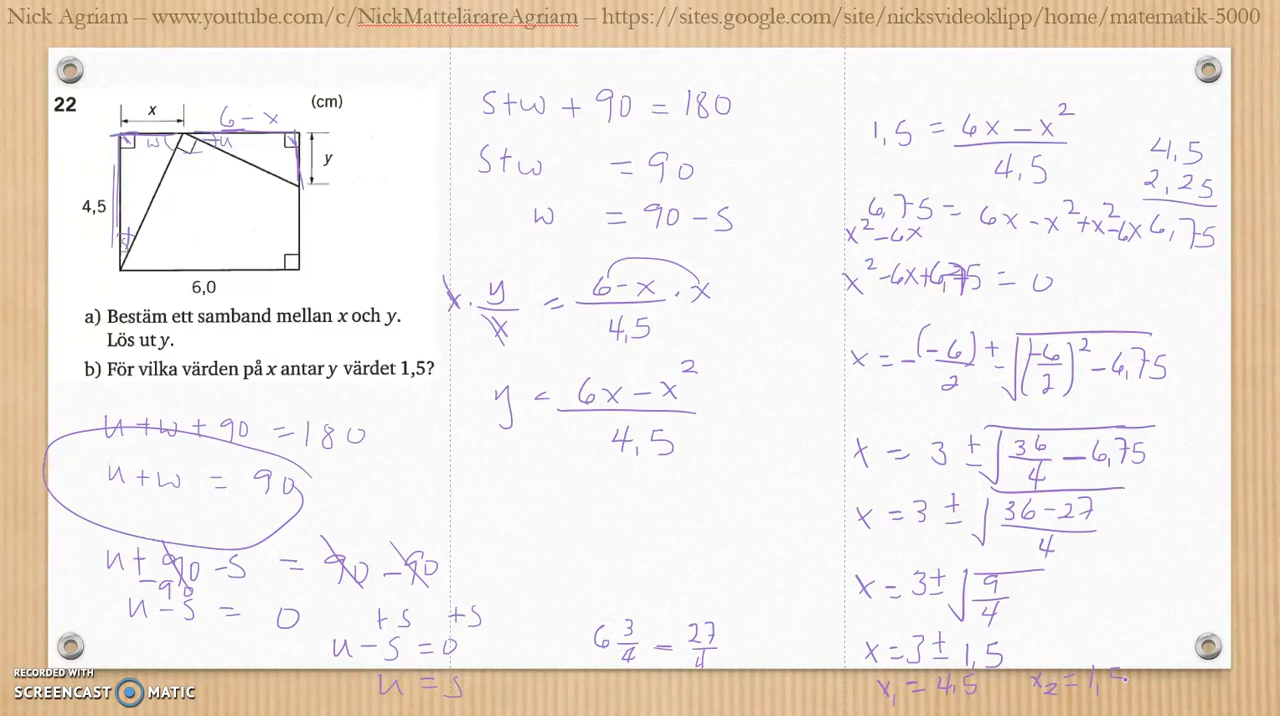 Nick Agriam – www.youtube.com/c/NickMattelärareAgriam – https://sites.google.com/site/nicksvideoklipp/home/matematik-5000
22
(cm)
x
6 - x
w
u
y
4,5
s
6,0
a) Bestäm ett samband mellan x och y.
Lös ut y.
b) För vilka värden på x antar y värdet 1,5?
u + w + 90 = 180
u + w = 90
u + 90 - s = 90 - 90
-90
u - s = 0
+s +s
u - s = 0
u = s
s + w + 90 = 180
s + w = 90
w = 90 - s
x · y/x = (6 - x)/4,5 · x
y = (6x - x²)/4,5
6 3/4 = 27/4
1,5 = (6x - x²)/4,5
4,5
2,25
6,75
6,75 = 6x - x² + x² - 6x
x² - 6x
x² - 6x + 6,75 = 0
x = -(-6)/2 ± √((-6/2)² - 6,75)
x = 3 ± √(36/4 - 6,75)
x = 3 ± √((36 - 27)/4)
x = 3 ± √(9/4)
x = 3 ± 1,5
x₁ = 4,5 x₂ = 1,5
RECORDED WITH
SCREENCAST MATIC